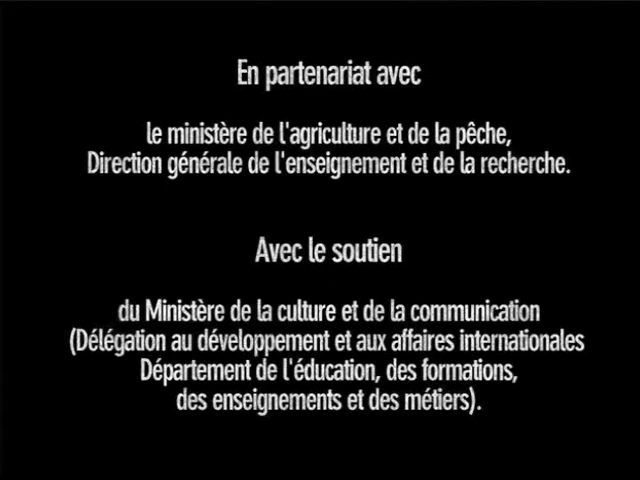 En partenariat avec
le ministère de l'agriculture et de la pêche,
Direction générale de l'enseignement et de la recherche.
Avec le soutien
du Ministère de la culture et de la communication
(Délégation au développement et aux affaires internationales
Département de l'éducation, des formations,
des enseignements et des métiers).